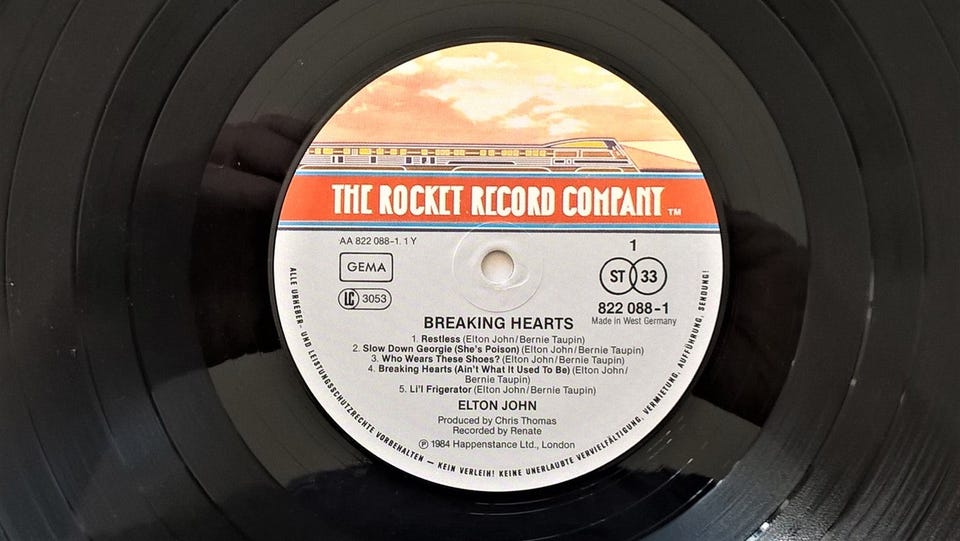 THE ROCKET RECORD COMPANY TM
AA 822 088-1. 1 Y
GEMA
LC 3053
1
ST 33
822 088-1
Made in West Germany
BREAKING HEARTS
1. Restless (Elton John/Bernie Taupin)
2. Slow Down Georgie (She's Poison) (Elton John/Bernie Taupin)
3. Who Wears These Shoes? (Elton John/Bernie Taupin)
4. Breaking Hearts (Ain't What It Used To Be) (Elton John/
Bernie Taupin)
5. Li'l Frigerator (Elton John/Bernie Taupin)
ELTON JOHN
Produced by Chris Thomas
Recorded by Renate
Ⓟ 1984 Happenstance Ltd., London
ALLE URHEBER- UND LEISTUNGSSCHUTZRECHTE VORBEHALTEN — KEIN VERLEIH! KEINE UNERLAUBTE VERVIELFÄLTIGUNG, VERMIETUNG, AUFFÜHRUNG, SENDUNG!